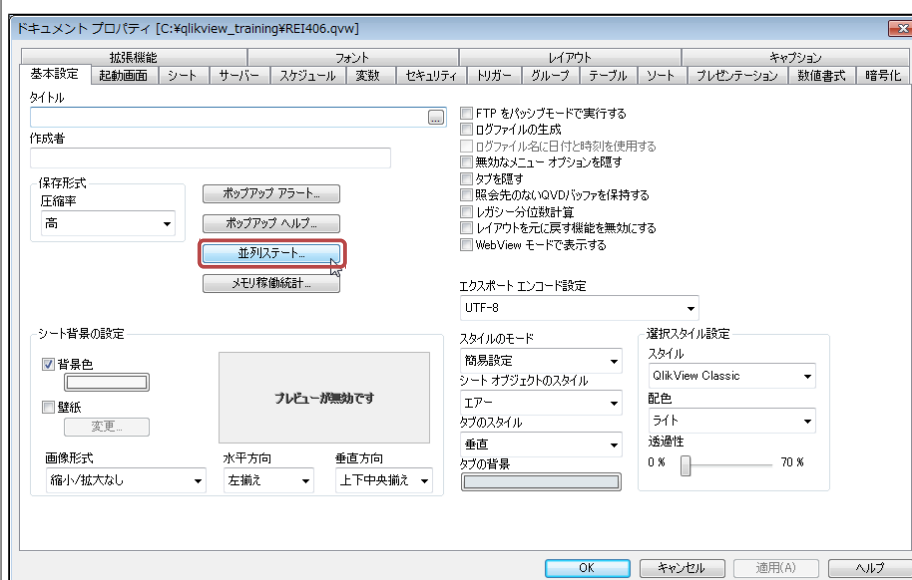 ドキュメント プロパティ [C:¥qlikview_training¥REI406.qvw]
拡張機能 フォント レイアウト キャプション
基本設定 起動画面 シート サーバー スケジュール 変数 セキュリティ トリガー グループ テーブル ソート プレゼンテーション 数値書式 暗号化
タイトル
...
作成者
保存形式
圧縮率
高
ポップアップ アラート...
ポップアップ ヘルプ...
並列ステート...
メモリ稼働統計...
FTP をパッシブモードで実行する
ログファイルの生成
ログファイル名に日付と時刻を使用する
無効なメニュー オプションを隠す
タブを隠す
照会先のないQVDバッファを保持する
レガシー分位数計算
レイアウトを元に戻す機能を無効にする
WebView モードで表示する
エクスポート エンコード設定
UTF-8
シート背景の設定
背景色
壁紙
変更...
プレビューが無効です
画像形式
縮小/拡大なし
水平方向
左揃え
垂直方向
上下中央揃え
スタイルのモード
簡易設定
シート オブジェクトのスタイル
エアー
タブのスタイル
垂直
タブの背景
選択スタイル設定
スタイル
QlikView Classic
配色
ライト
透過性
0 % 70 %
OK キャンセル 適用(A) ヘルプ